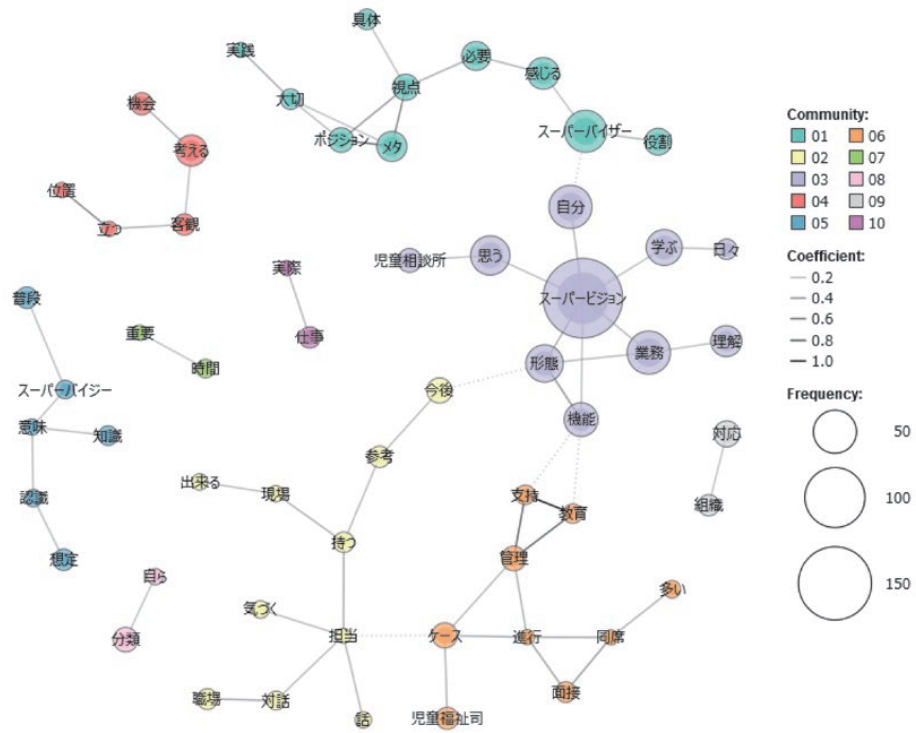 具体
実践
必要
感じる
視点
大切
機会
スーパーバイザー
ポジション
メタ
役割
考える
位置
自分
立つ
客観
学ぶ
日々
児童相談所
思う
実際
スーパービジョン
普段
重要
仕事
理解
業務
時間
形態
スーパーバイジー
今後
機能
意味
知識
対応
参考
出来る
現場
支持
認識
組織
教育
持つ
想定
管理
自ら
多い
気づく
分類
担当
ケース
進行
同席
面接
職場
対話
話
児童福祉司
Community:
01 06
02 07
03 08
04 09
05 10
Coefficient:
0.2
0.4
0.6
0.8
1.0
Frequency:
50
100
150